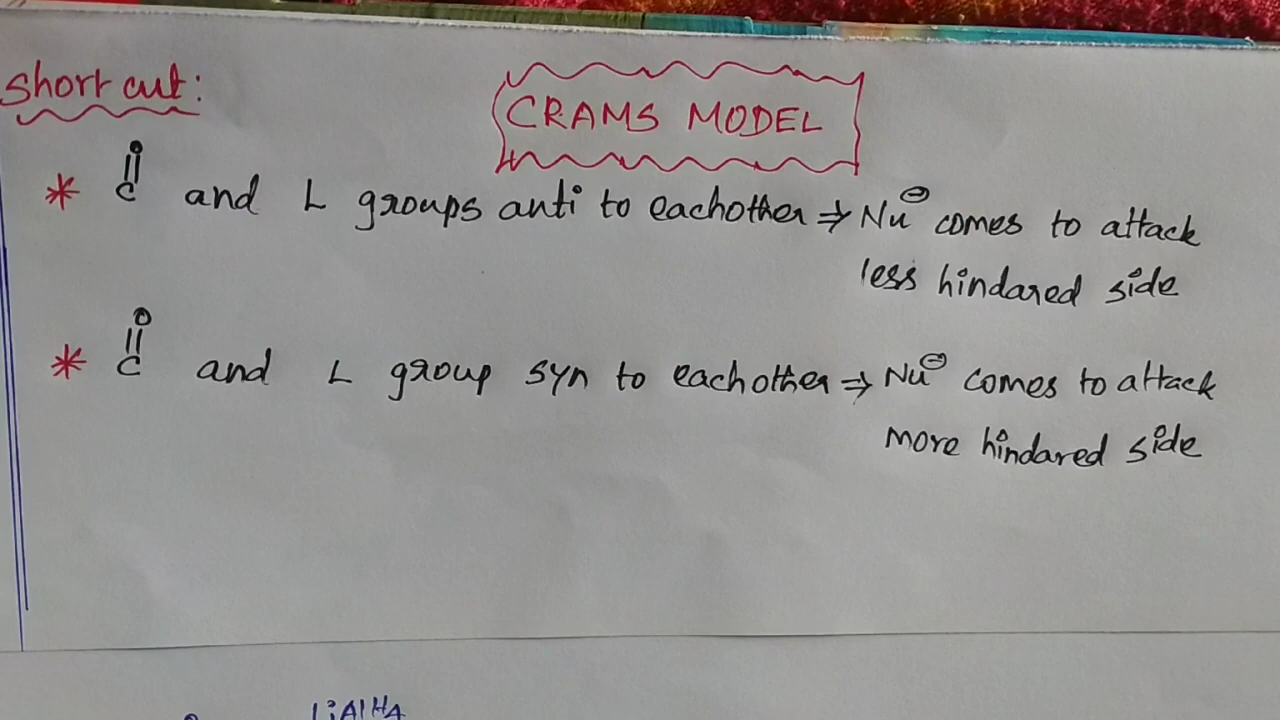 Short cut:
CRAMS MODEL
* O
||
C and L groups anti to eachother ⇒ Nu⊖ comes to attack
less hindared side
* O
||
C and L group syn to eachother ⇒ Nu⊖ comes to attack
more hindared side
LiAlH4